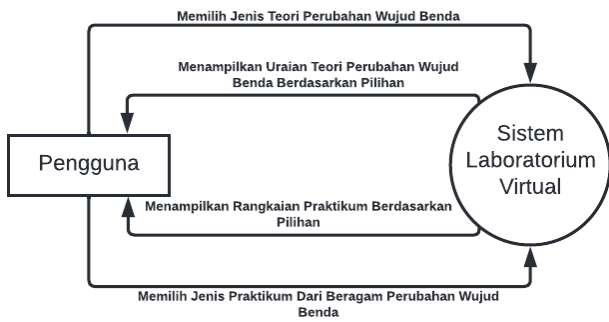 Memilih Jenis Teori Perubahan Wujud Benda
Menampilkan Uraian Teori Perubahan Wujud
Benda Berdasarkan Pilihan
Pengguna
Sistem
Laboratorium
Virtual
Menampilkan Rangkaian Praktikum Berdasarkan
Pilihan
Memilih Jenis Praktikum Dari Beragam Perubahan Wujud
Benda